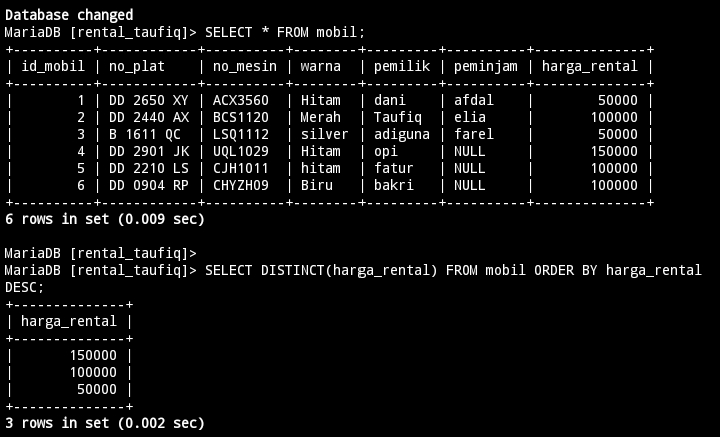 Database changed
MariaDB [rental_taufiq]> SELECT * FROM mobil;
+----------+------------+----------+--------+---------+----------+--------------+
| id_mobil | no_plat    | no_mesin | warna  | pemilik | peminjam | harga_rental |
+----------+------------+----------+--------+---------+----------+--------------+
|        1 | DD 2650 XY | ACX3560  | Hitam  | dani    | afdal    |        50000 |
|        2 | DD 2440 AX | BCS1120  | Merah  | Taufiq  | elia     |       100000 |
|        3 | B 1611 QC  | LSQ1112  | silver | adiguna | farel    |        50000 |
|        4 | DD 2901 JK | UQL1029  | Hitam  | opi     | NULL     |       150000 |
|        5 | DD 2210 LS | CJH1011  | hitam  | fatur   | NULL     |       100000 |
|        6 | DD 0904 RP | CHYZH09  | Biru   | bakri   | NULL     |       100000 |
+----------+------------+----------+--------+---------+----------+--------------+
6 rows in set (0.009 sec)

MariaDB [rental_taufiq]>
MariaDB [rental_taufiq]> SELECT DISTINCT(harga_rental) FROM mobil ORDER BY harga_rental
DESC;
+--------------+
| harga_rental |
+--------------+
|       150000 |
|       100000 |
|        50000 |
+--------------+
3 rows in set (0.002 sec)